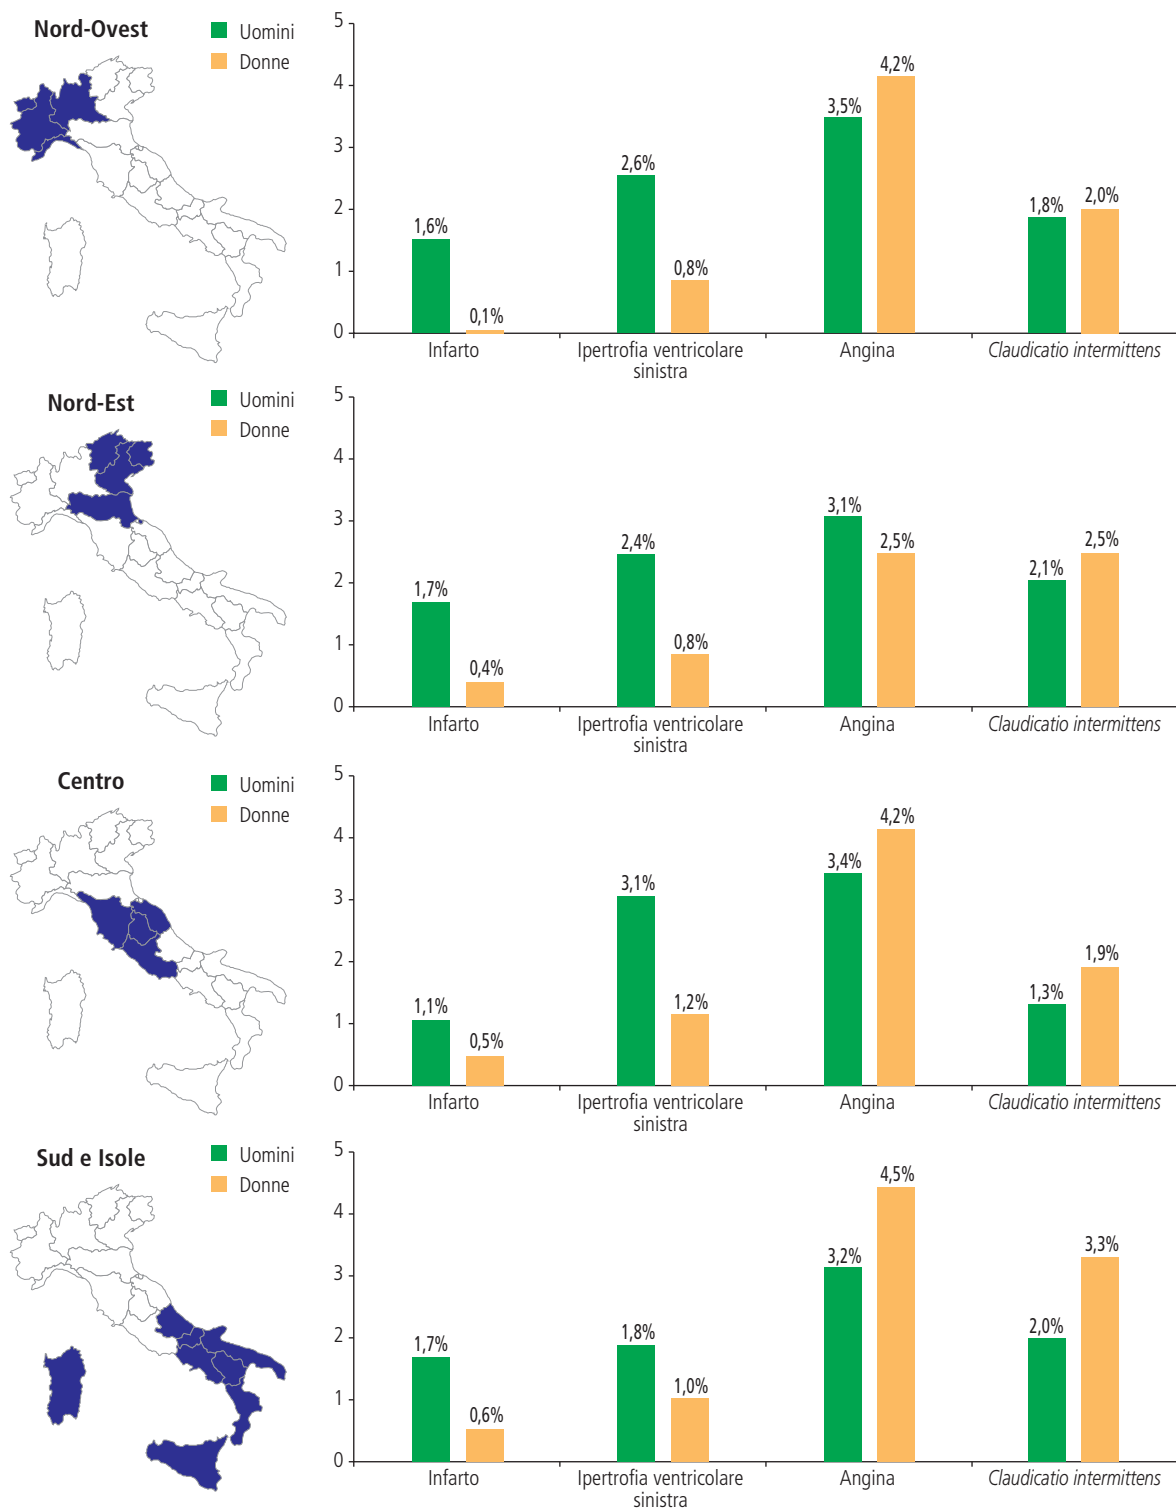 Nord-Ovest
Uomini
Donne
5
4
3
2
1
0
1,6%
0,1%
2,6%
0,8%
3,5%
4,2%
1,8%
2,0%
Infarto
Ipertrofia ventricolare
sinistra
Angina
Claudicatio intermittens
Nord-Est
Uomini
Donne
5
4
3
2
1
0
1,7%
0,4%
2,4%
0,8%
3,1%
2,5%
2,1%
2,5%
Infarto
Ipertrofia ventricolare
sinistra
Angina
Claudicatio intermittens
Centro
Uomini
Donne
5
4
3
2
1
0
1,1%
0,5%
3,1%
1,2%
3,4%
4,2%
1,3%
1,9%
Infarto
Ipertrofia ventricolare
sinistra
Angina
Claudicatio intermittens
Sud e Isole
Uomini
Donne
5
4
3
2
1
0
1,7%
0,6%
1,8%
1,0%
3,2%
4,5%
2,0%
3,3%
Infarto
Ipertrofia ventricolare
sinistra
Angina
Claudicatio intermittens